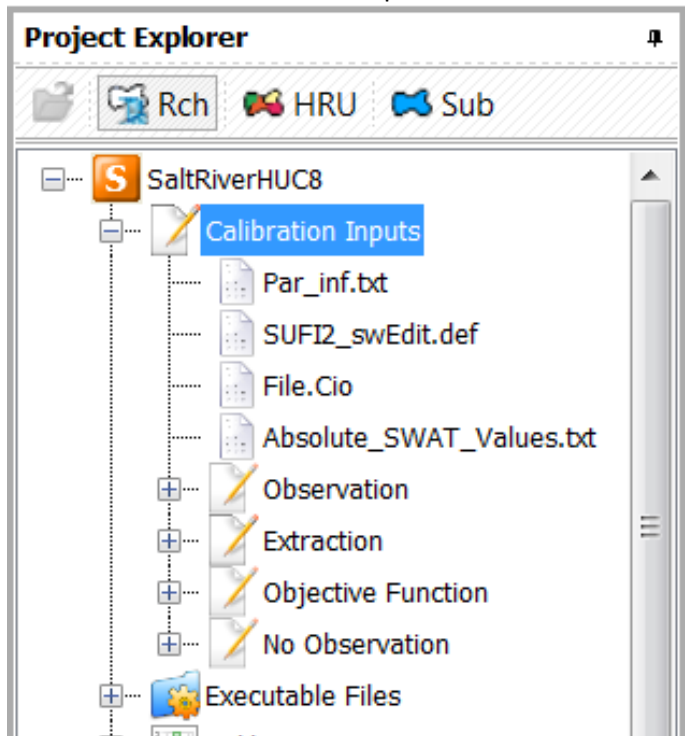 Project Explorer
Rch HRU Sub
S SaltRiverHUC8
Calibration Inputs
Par_inf.txt
SUFI2_swEdit.def
File.Cio
Absolute_SWAT_Values.txt
Observation
Extraction
Objective Function
No Observation
Executable Files